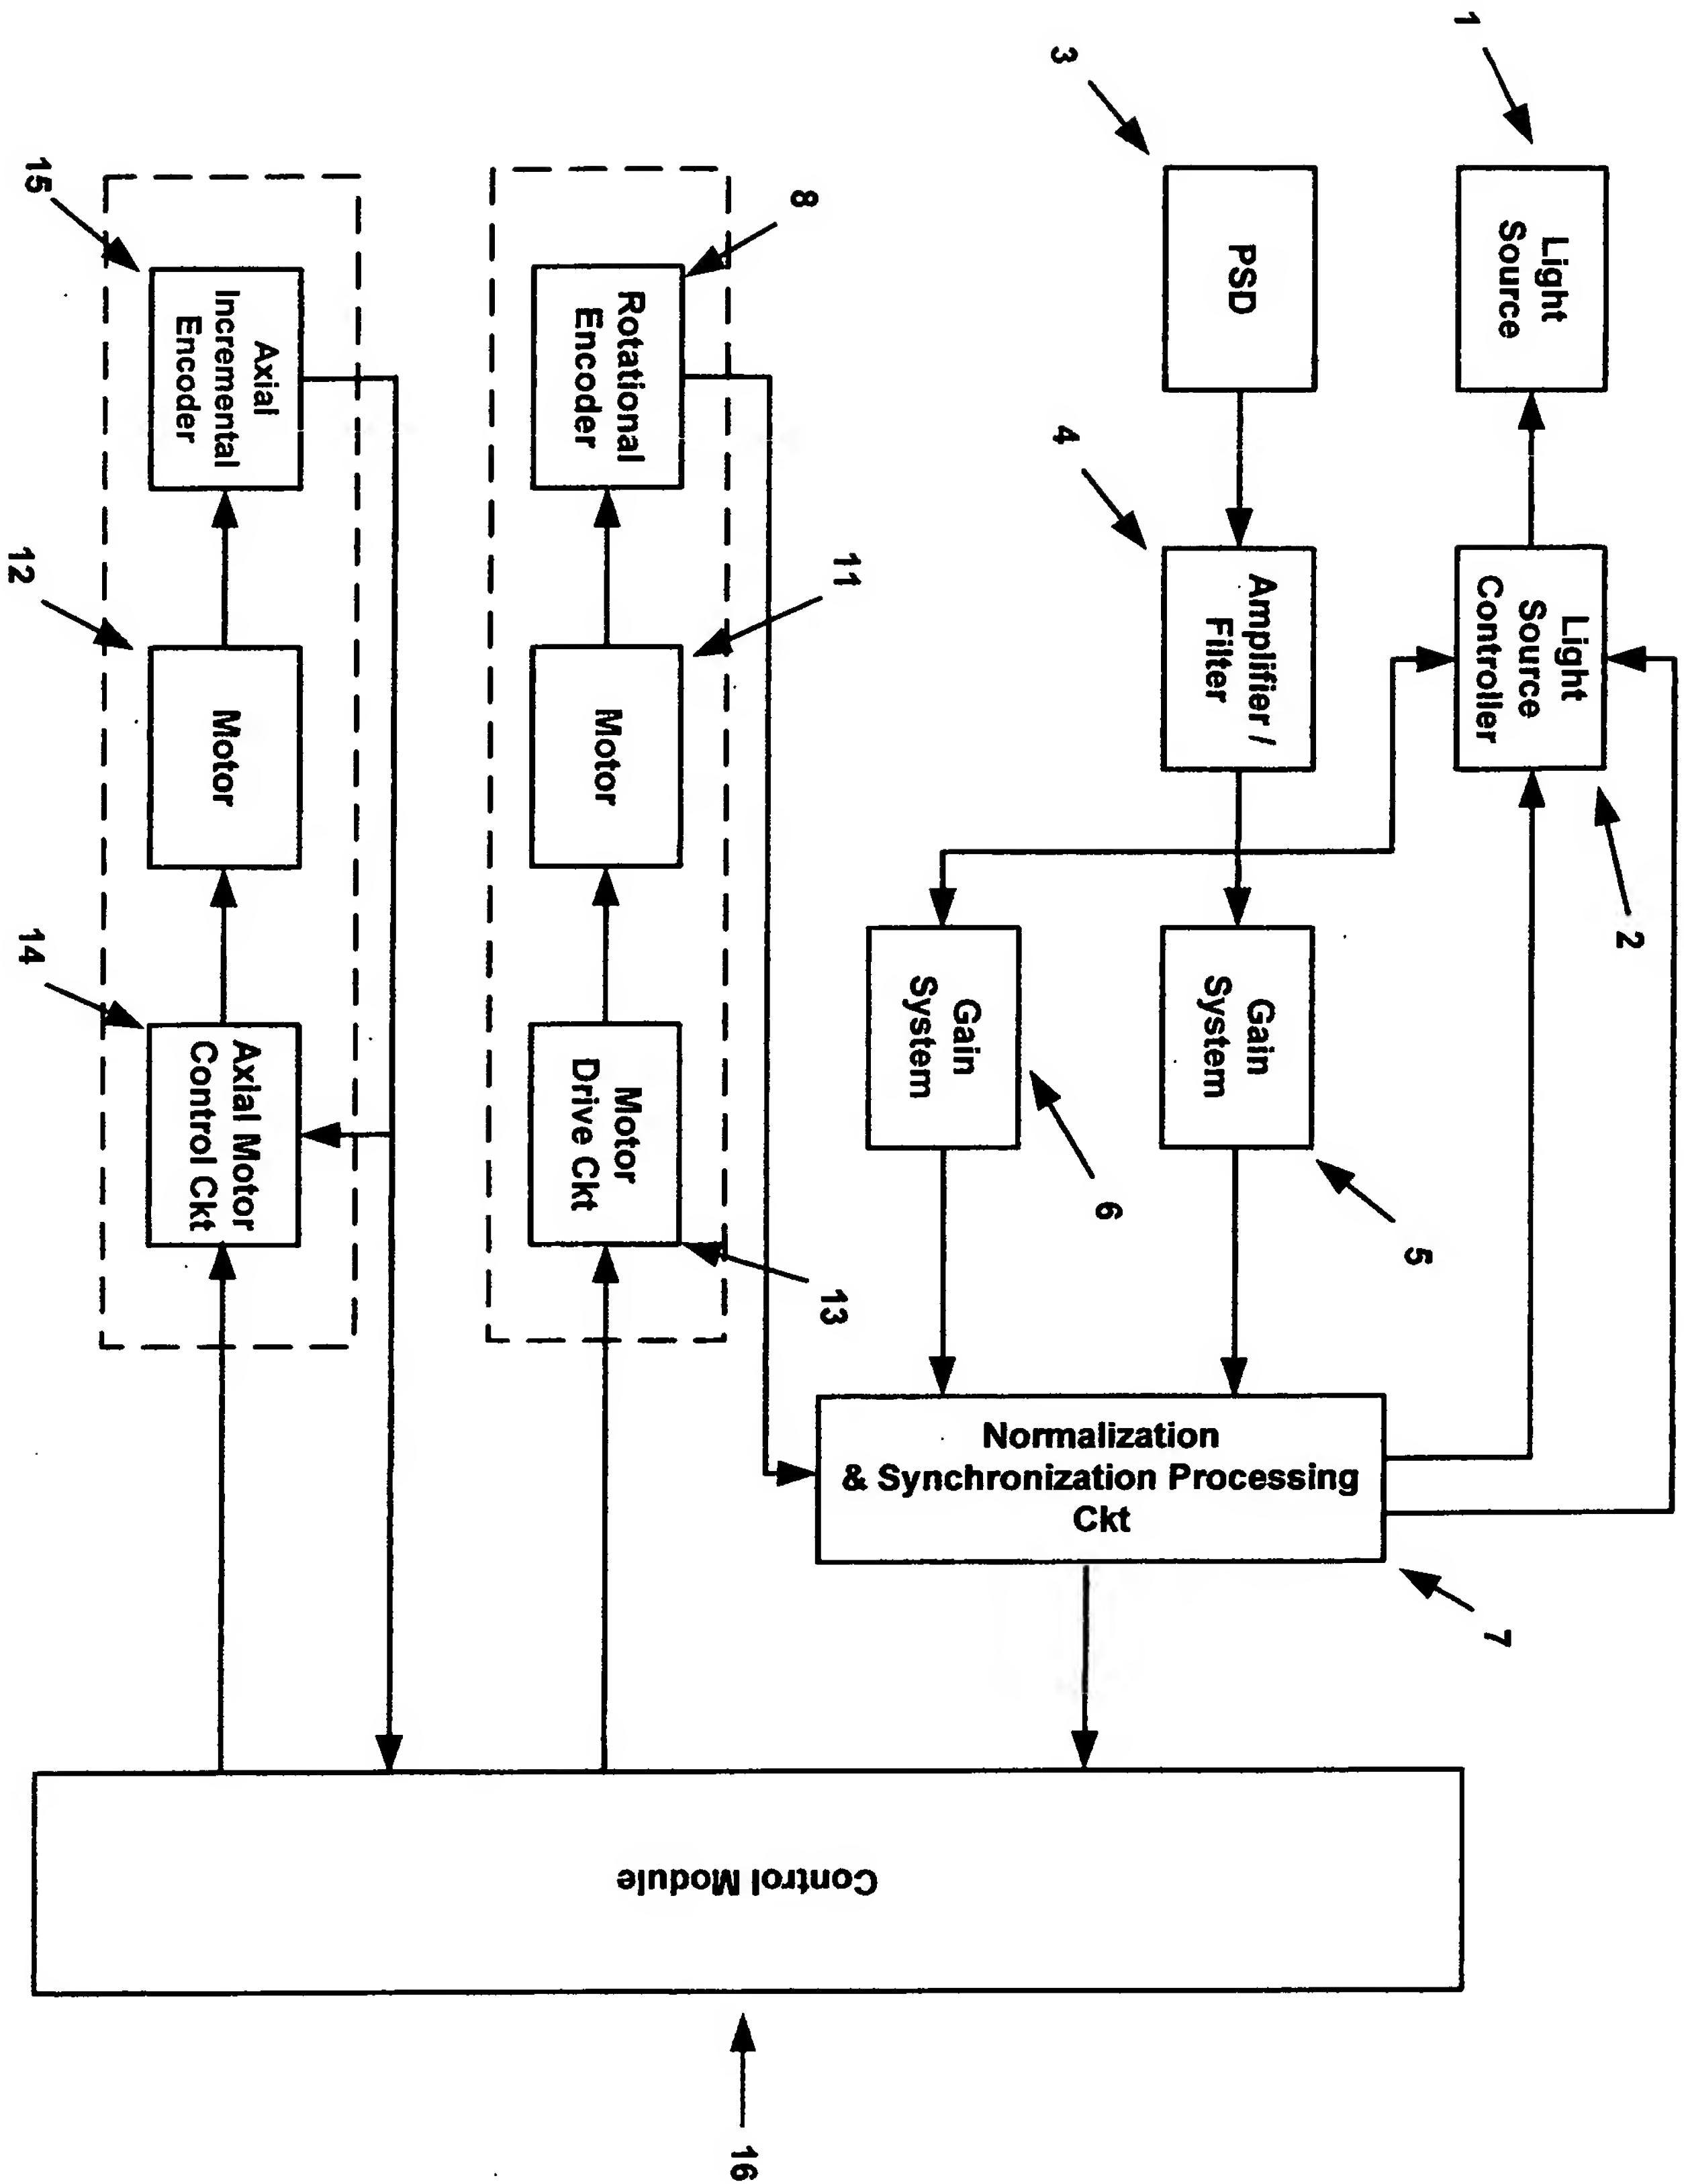 1
Light
Source
Light
Source
Controller
2
3
PSD
4
Amplifier /
Filter
Gain
System
5
Gain
System
6
Normalization
& Synchronization Processing
Ckt
7
8
Rotational
Encoder
11
Motor
Motor
Drive Ckt
13
15
Axial
Incremental
Encoder
12
Motor
14
Axial Motor
Control Ckt
Control Module
16